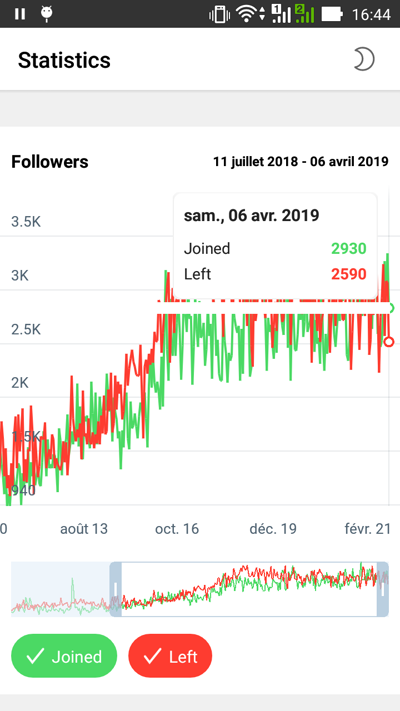 1 2 16:44
Statistics
Followers 11 juillet 2018 - 06 avril 2019
sam., 06 avr. 2019
3.5K
Joined 2930
Left 2590
3K
2.5K
2K
1.5K
940
0 août 13 oct. 16 déc. 19 févr. 21
Joined Left